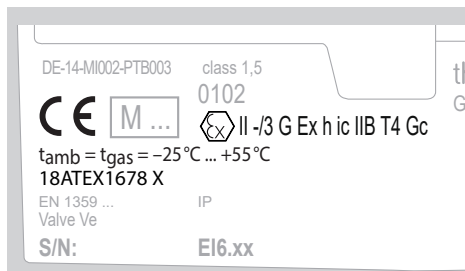 DE-14-MI002-PTB003 class 1,5
0102
CE M ...
Ex II -/3 G Ex h ic IIB T4 Gc
tamb = tgas = −25 °C ... +55 °C
18ATEX1678 X
EN 1359 ... IP
Valve Ve
S/N: EI6.xx